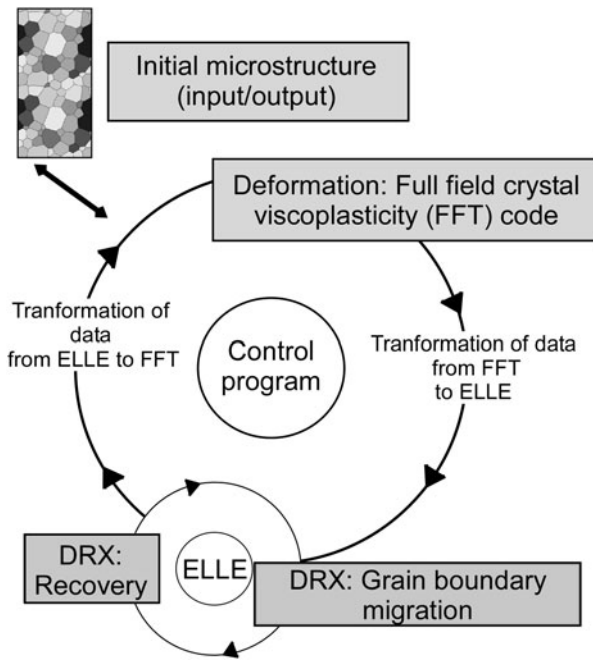 Initial microstructure
(input/output)
Deformation: Full field crystal
viscoplasticity (FFT) code
Tranformation of
data
from ELLE to FFT
Control
program
Tranformation of data
from FFT
to ELLE
DRX:
Recovery
ELLE
DRX: Grain boundary
migration